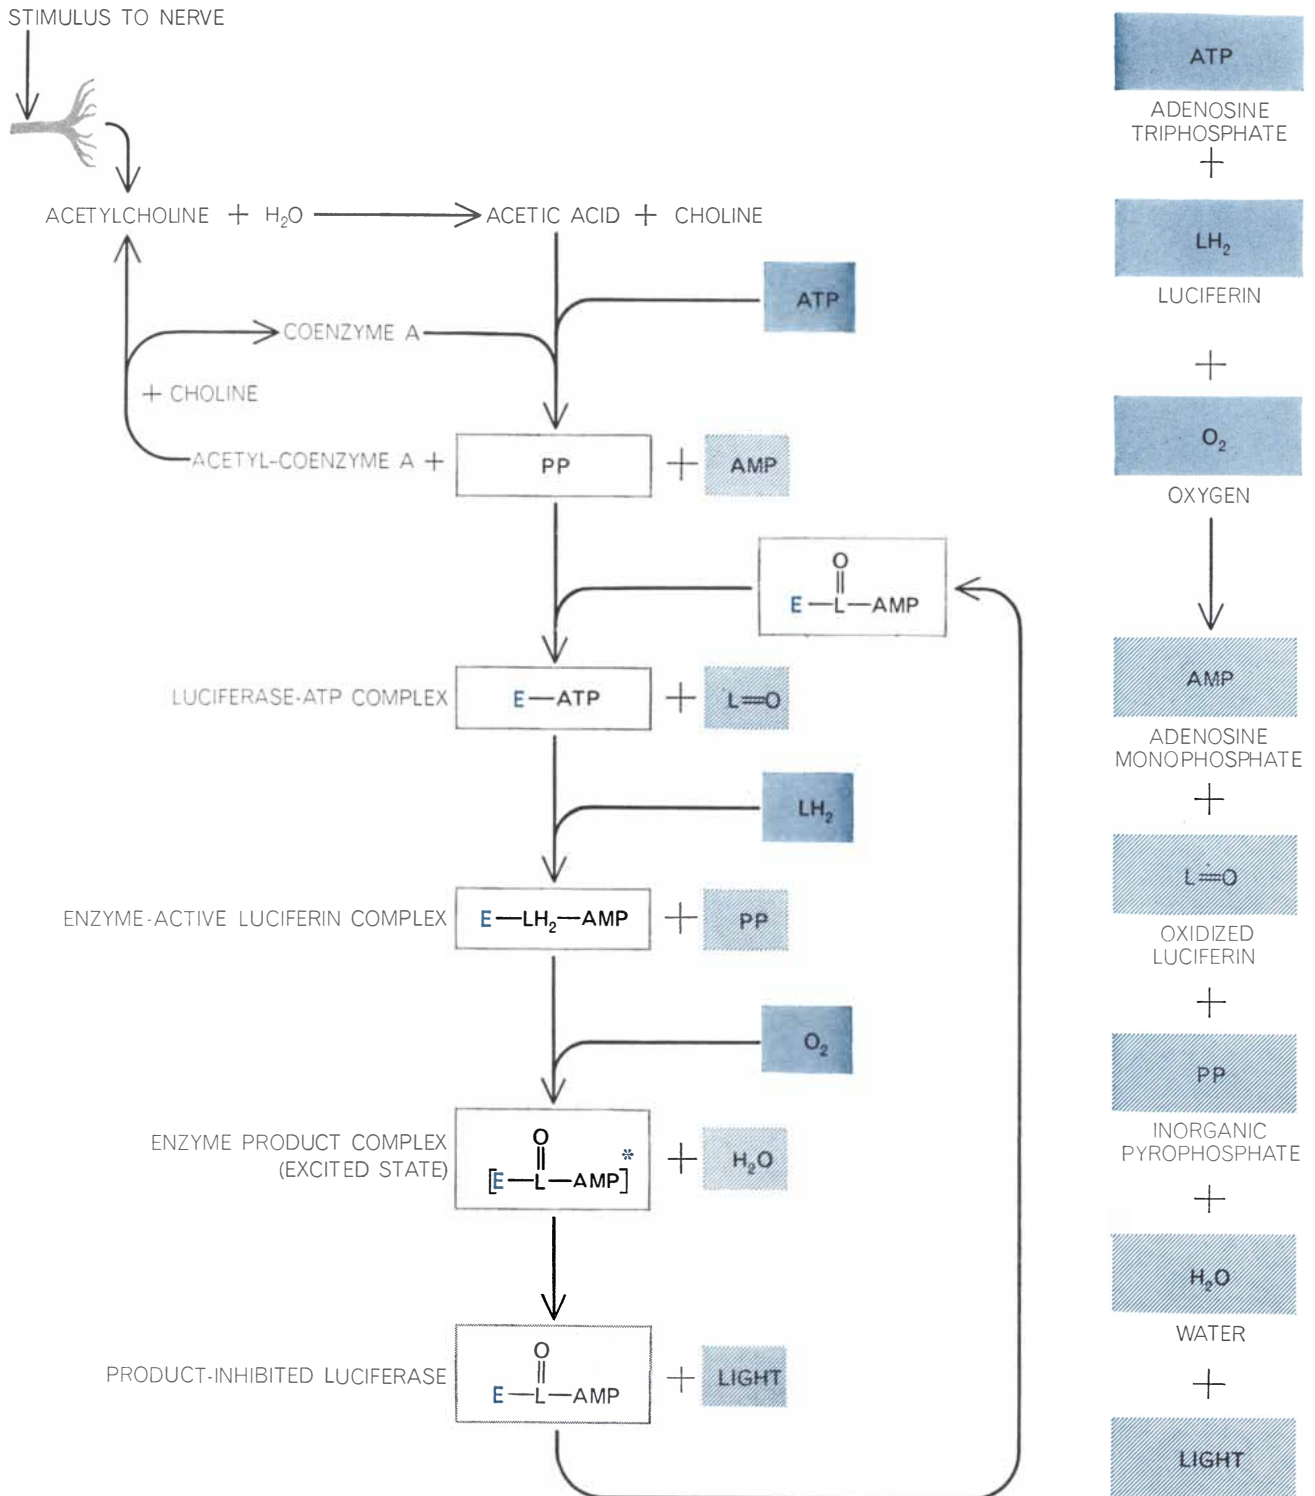 STIMULUS TO NERVE
ACETYLCHOLINE + H₂O
ACETIC ACID + CHOLINE
ATP
COENZYME A
+ CHOLINE
ACETYL-COENZYME A +
PP
+
AMP
O
||
E—L—AMP
LUCIFERASE-ATP COMPLEX
E—ATP
+
L=O
LH₂
ENZYME-ACTIVE LUCIFERIN COMPLEX
E—LH₂—AMP
+
PP
O₂
ENZYME PRODUCT COMPLEX
(EXCITED STATE)
O
||
[E—L—AMP]*
+
H₂O
PRODUCT-INHIBITED LUCIFERASE
O
||
E—L—AMP
+
LIGHT
ATP
ADENOSINE
TRIPHOSPHATE
+
LH₂
LUCIFERIN
+
O₂
OXYGEN
AMP
ADENOSINE
MONOPHOSPHATE
+
L=O
OXIDIZED
LUCIFERIN
+
PP
INORGANIC
PYROPHOSPHATE
+
H₂O
WATER
+
LIGHT